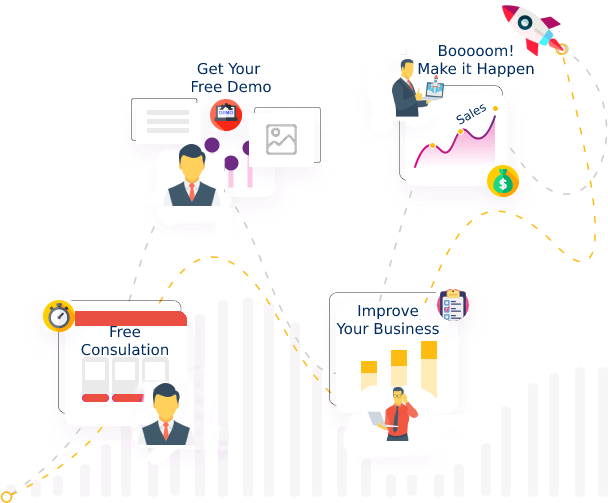 Booooom!
Make it Happen
Get Your
Free Demo
DEMO
Sales
$
Improve
Your Business
Free
Consulation